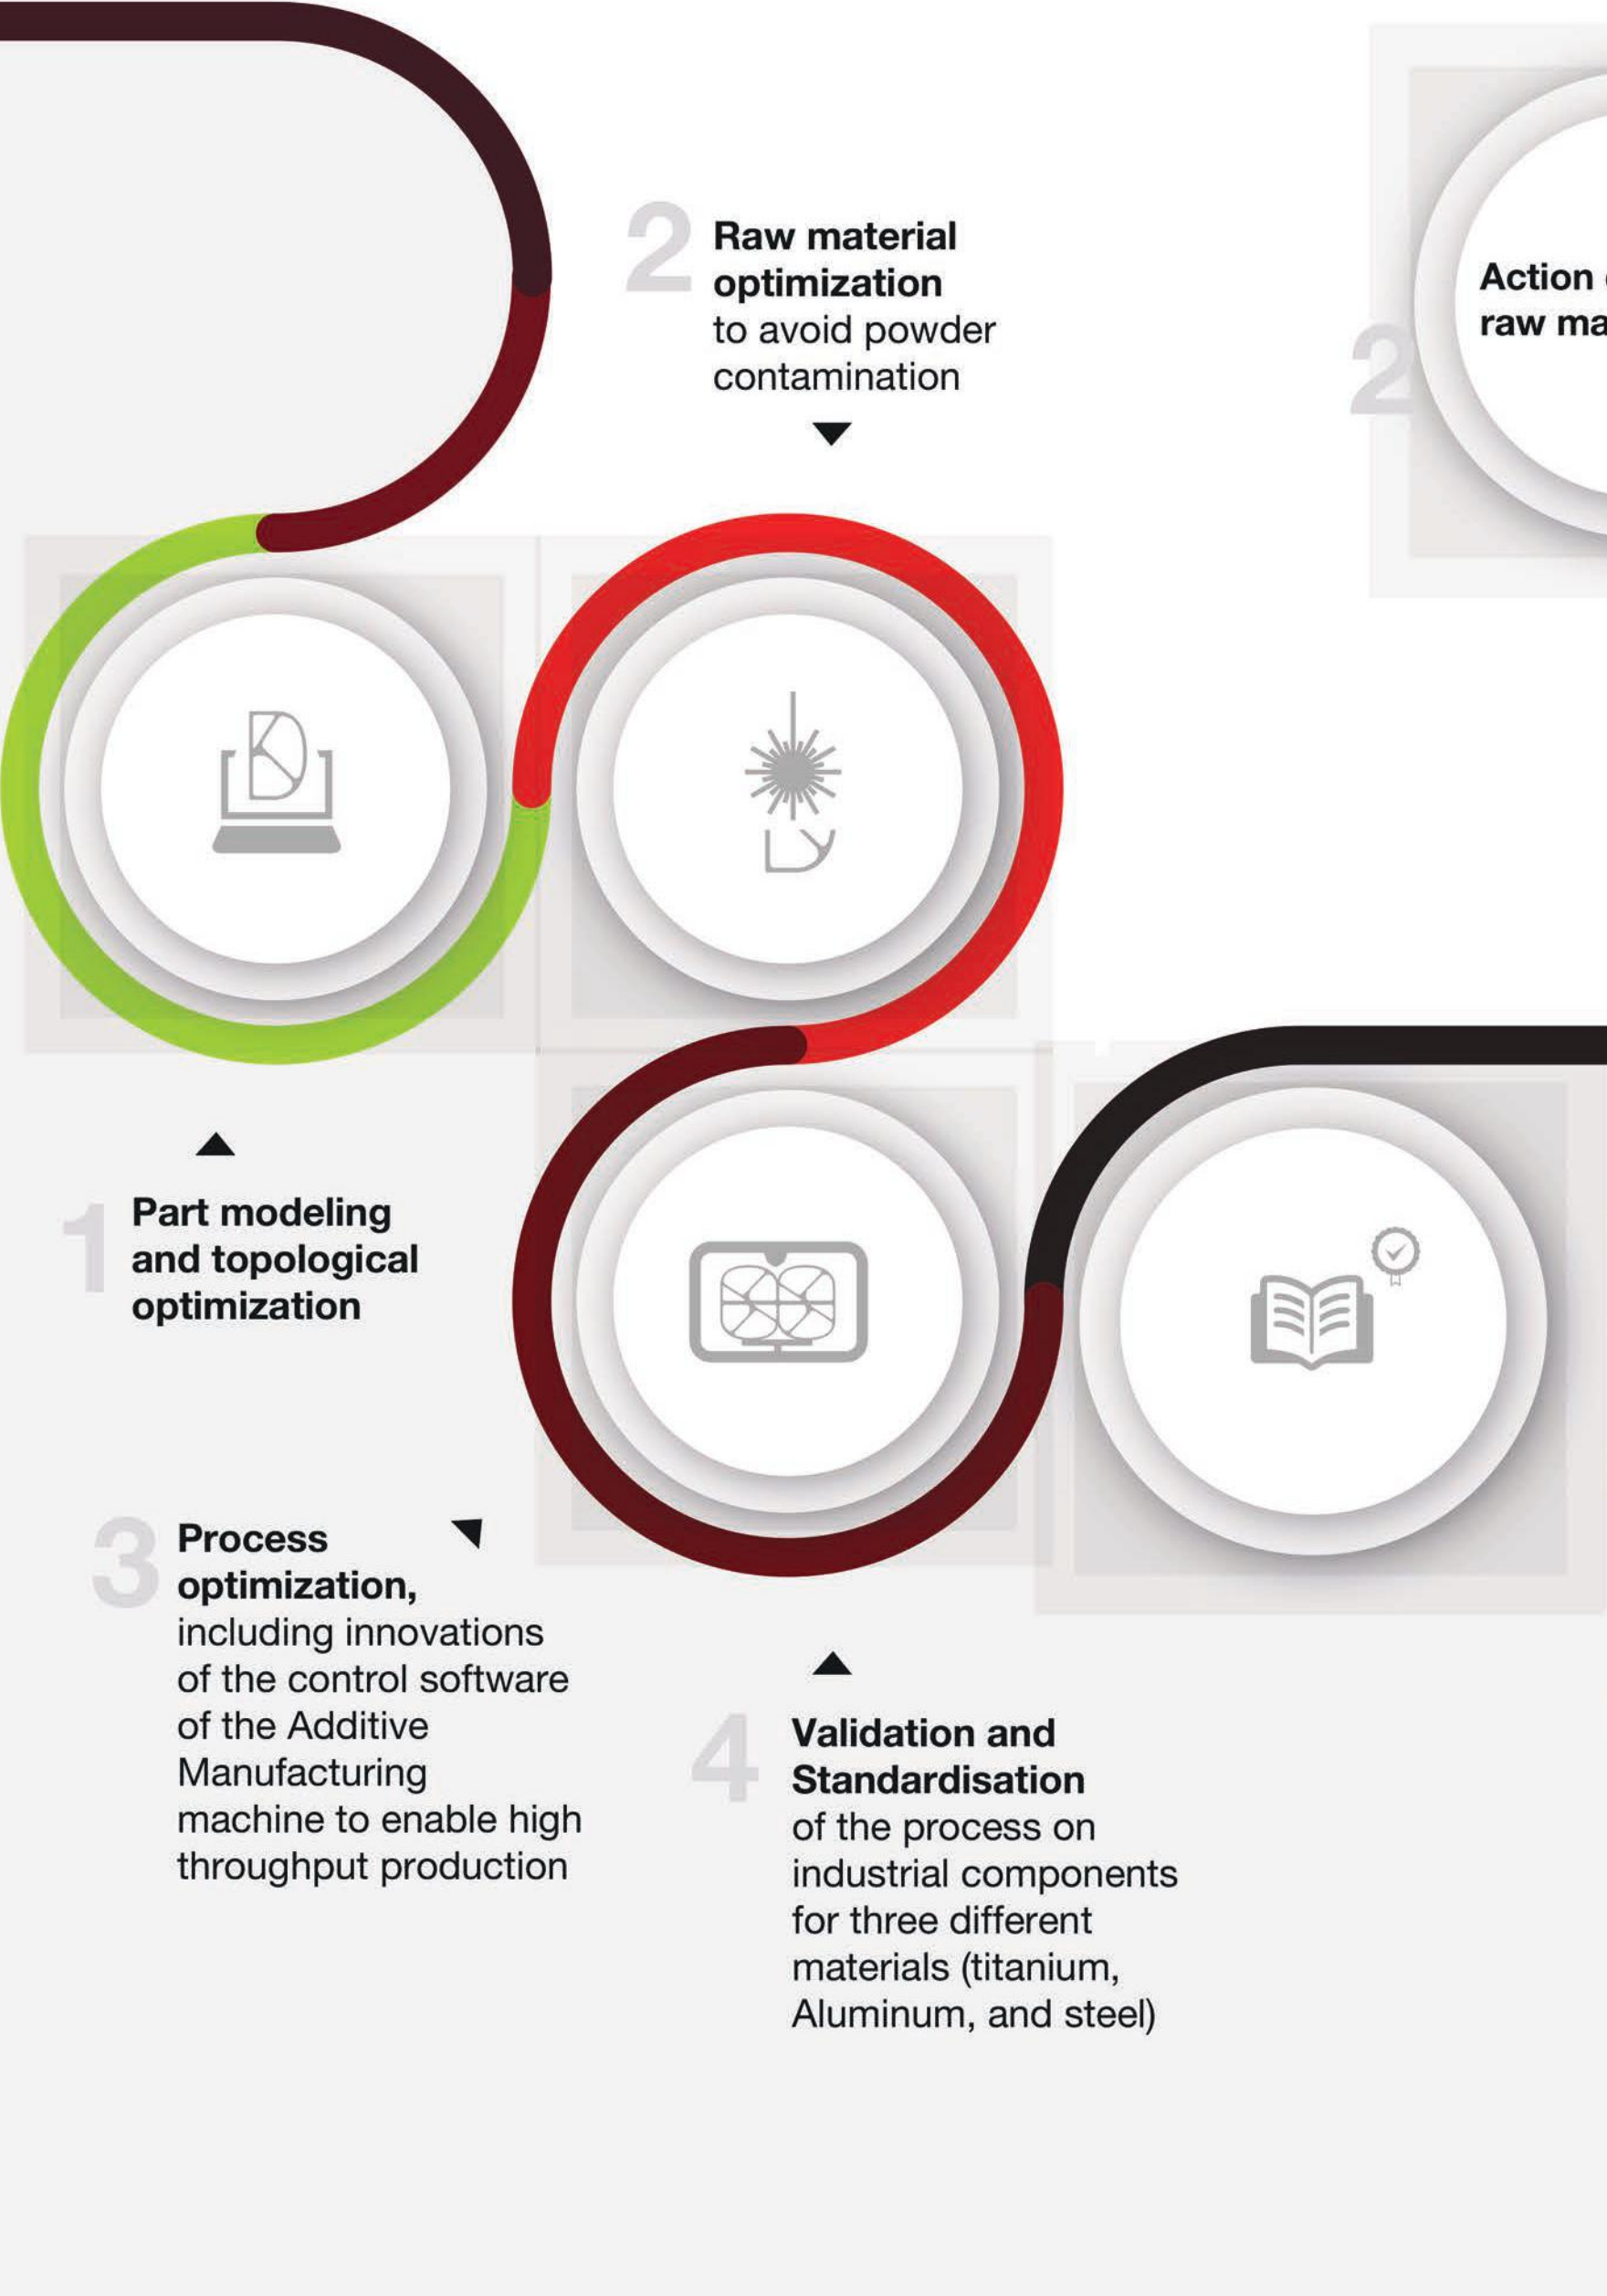 2
Raw material
optimization
to avoid powder
contamination
2
Action
raw
1
Part modeling
and topological
optimization
3
Process
optimization,
including innovations
of the control software
of the Additive
Manufacturing
machine to enable high
throughput production
4
Validation and
Standardisation
of the process on
industrial components
for three different
materials (titanium,
Aluminum, and steel)